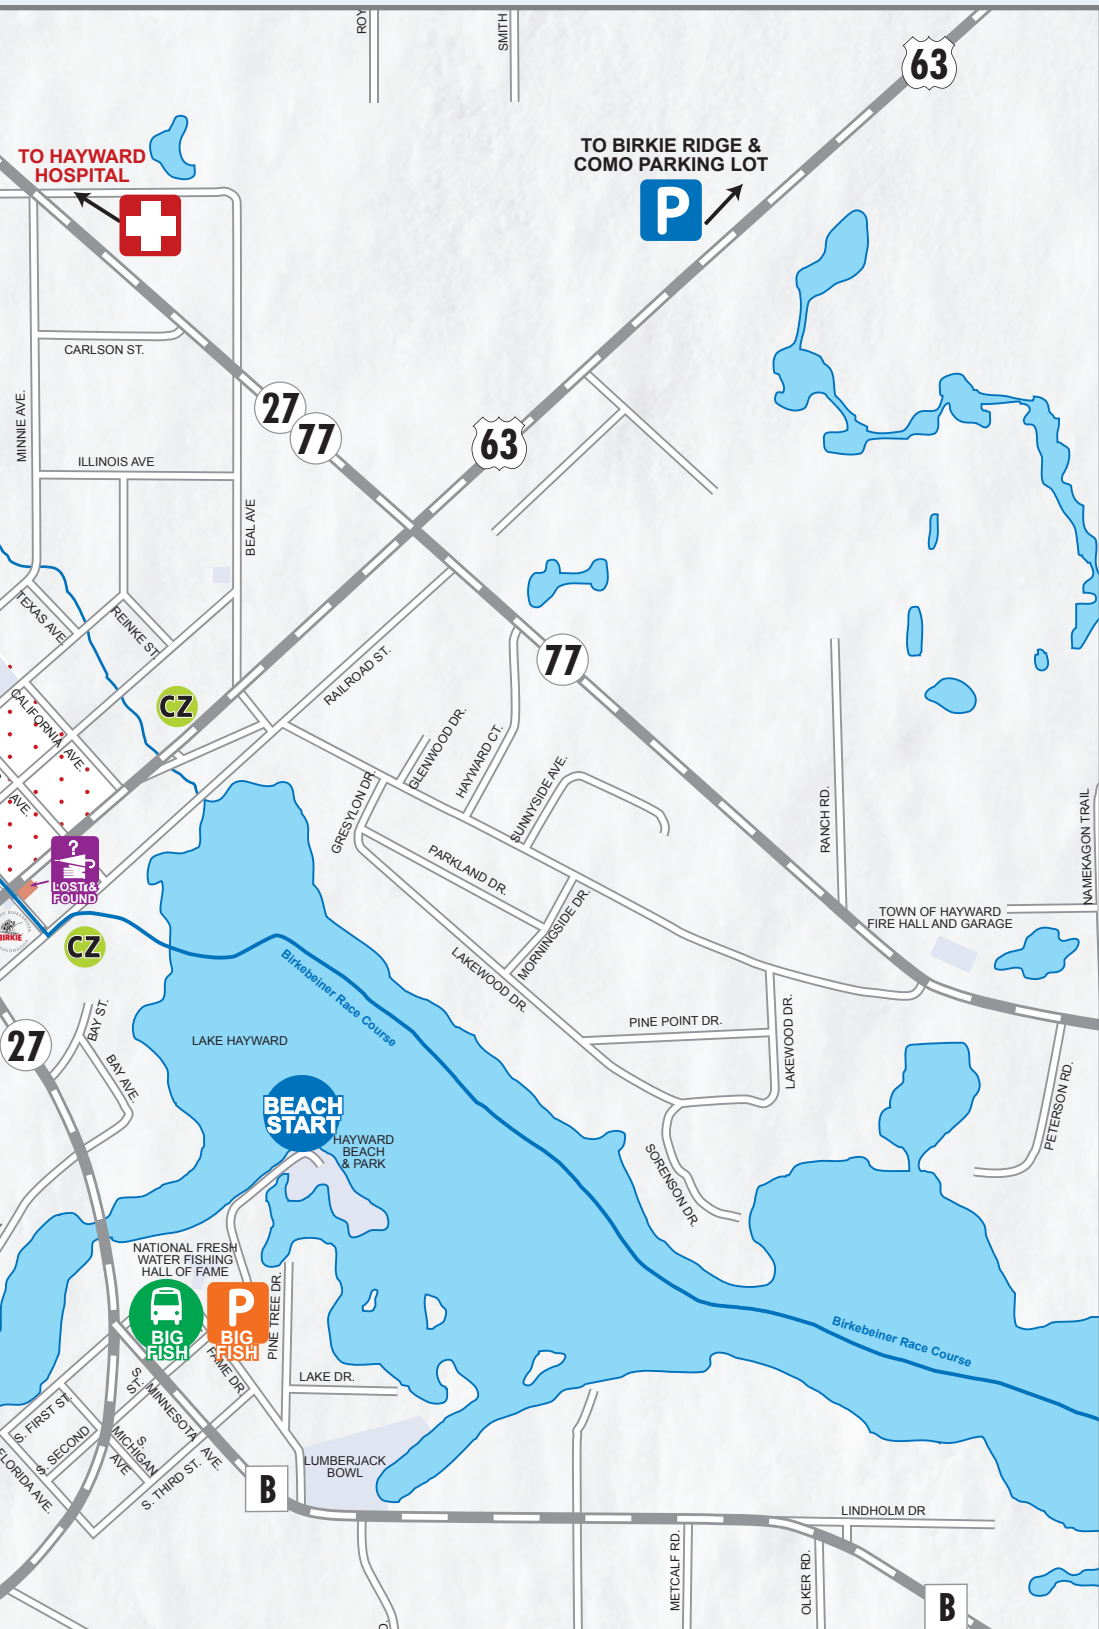 ROY
SMITH
63
TO HAYWARD
HOSPITAL
TO BIRKIE RIDGE &
COMO PARKING LOT
P
CARLSON ST.
MINNIE AVE.
27
77
63
ILLINOIS AVE
BEAL AVE
TEXAS AVE.
REINKE ST.
77
RAILROAD ST.
CZ
CALIFORNIA AVE.
AVE.
GLENWOOD DR.
HAYWARD CT.
SUNNYSIDE AVE.
GRESYLON DR.
RANCH RD.
NAMEKAGON TRAIL
?
LOST &
FOUND
PARKLAND DR.
MORNINGSIDE DR.
TOWN OF HAYWARD
FIRE HALL AND GARAGE
BIRKIE
CZ
LAKEWOOD DR.
Birkebeiner Race Course
PINE POINT DR.
LAKEWOOD DR.
27
BAY ST.
BAY AVE.
LAKE HAYWARD
PETERSON RD.
BEACH
START
HAYWARD
BEACH
& PARK
SORENSON DR.
NATIONAL FRESH
WATER FISHING
HALL OF FAME
BIG
FISH
P
BIG
FISH
PINE TREE DR.
Birkebeiner Race Course
FAME DR.
LAKE DR.
S. MINNESOTA AVE.
ST.
S. FIRST ST.
S. SECOND
S.
MICHIGAN
AVE
S. THIRD ST.
FLORIDA AVE.
LUMBERJACK
BOWL
B
LINDHOLM DR
METCALF RD.
OLKER RD.
B